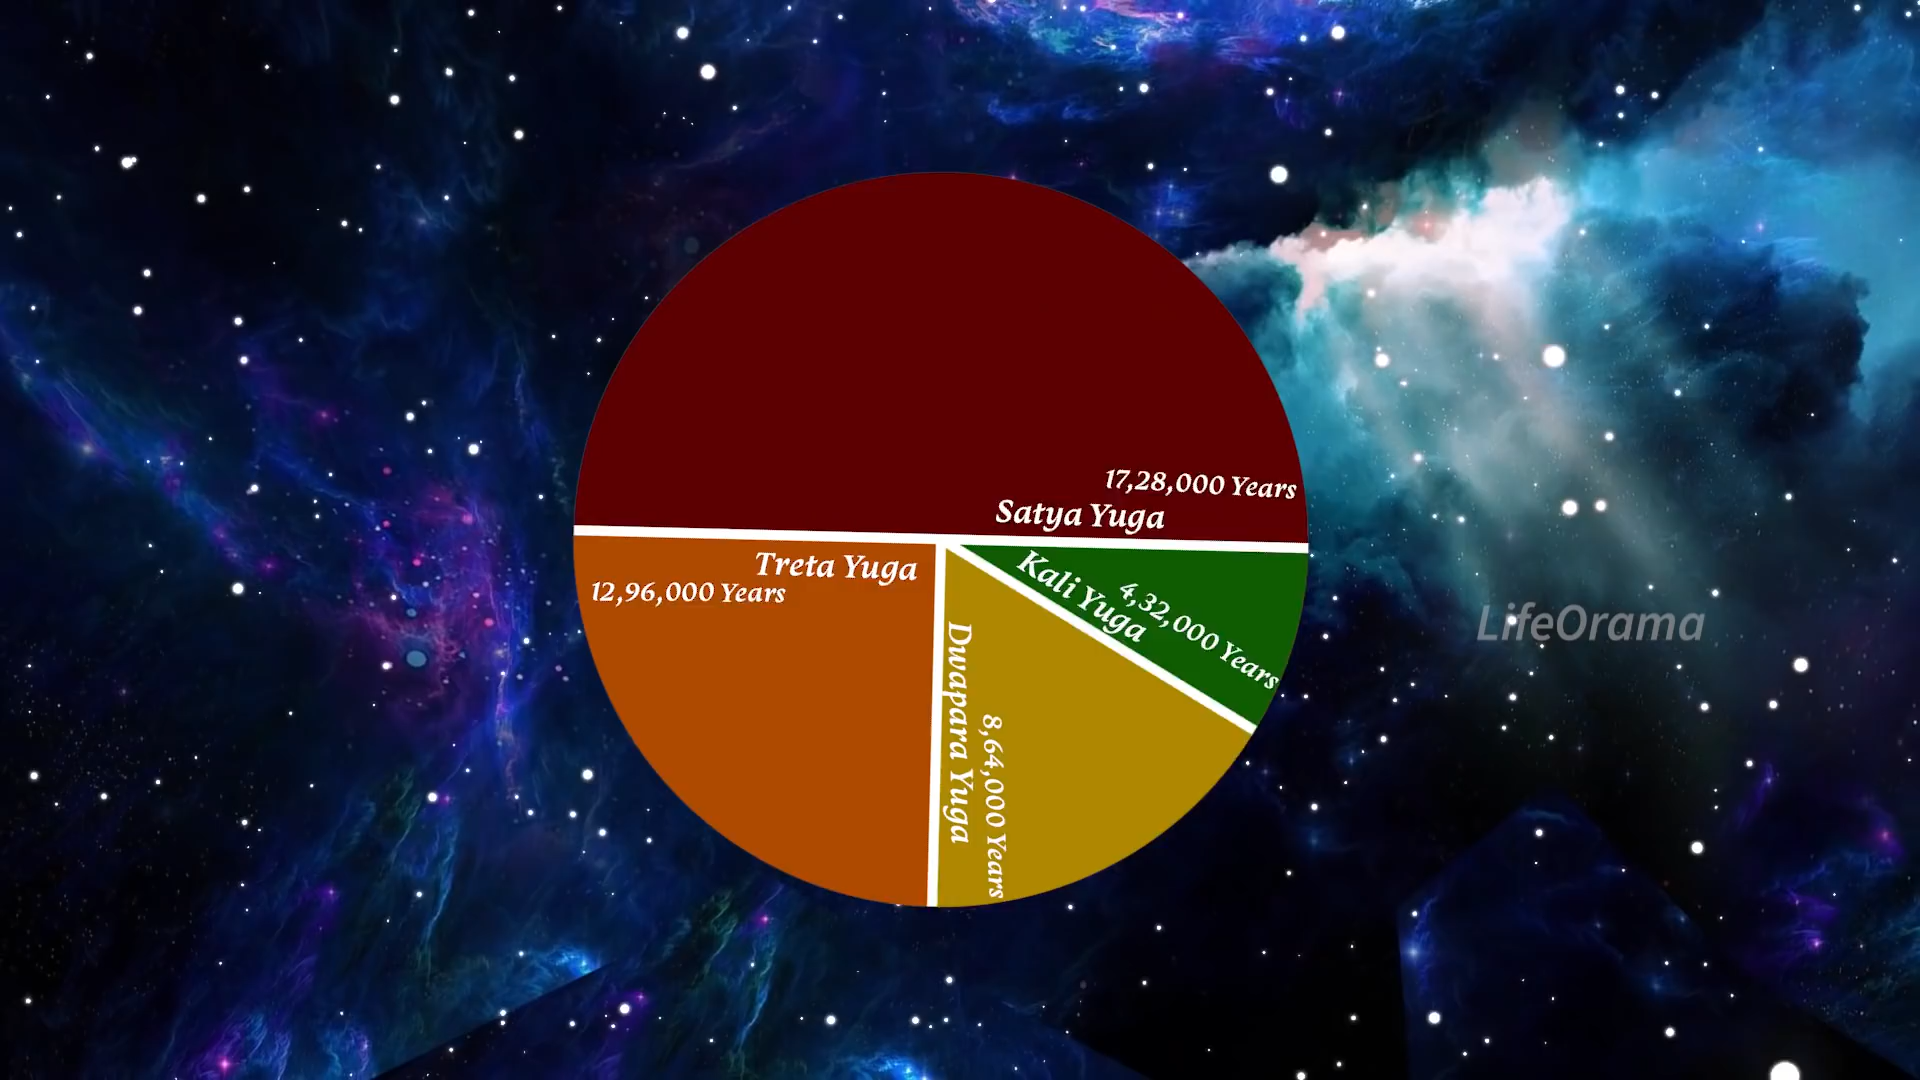 17,28,000 Years
Satya Yuga
Treta Yuga
12,96,000 Years
Kali Yuga
4,32,000 Years
Dwapara Yuga
8,64,000 Years
LifeOrama